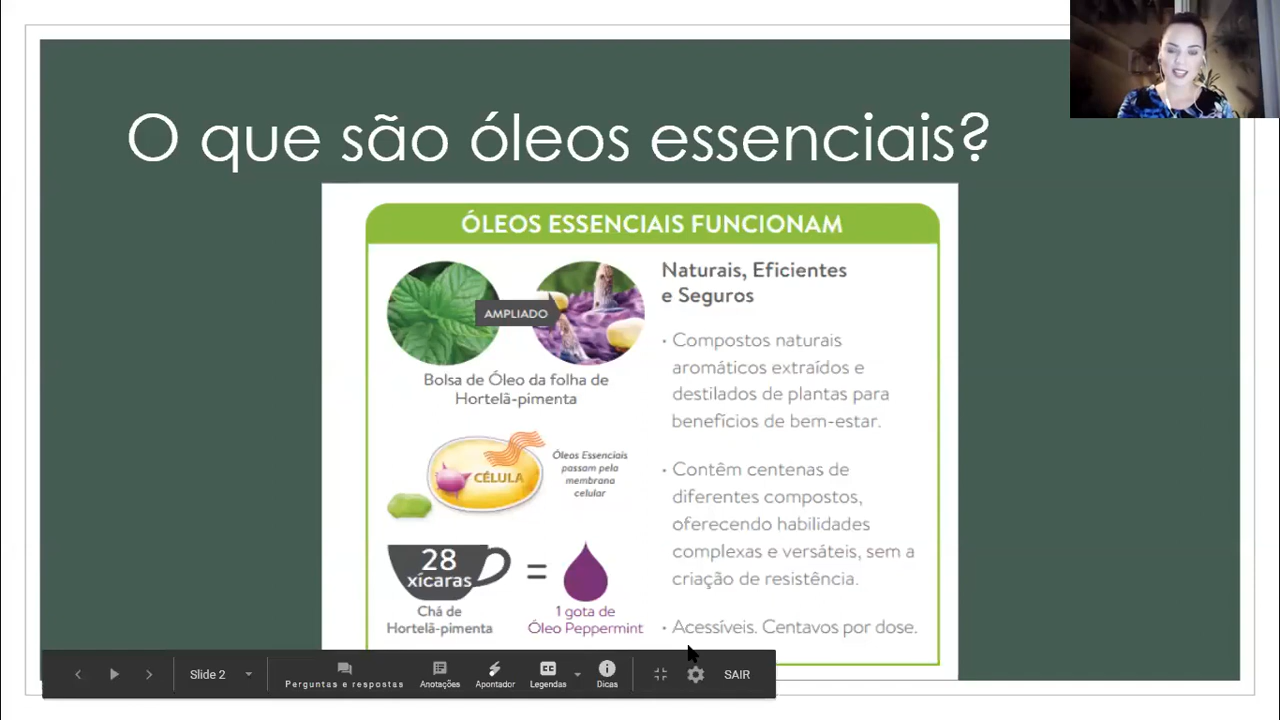 O que são óleos essenciais?
ÓLEOS ESSENCIAIS FUNCIONAM
AMPLIADO
Bolsa de Óleo da folha de
Hortelã-pimenta
CÉLULA
Óleos Essenciais
passam pela
membrana
celular
28
xícaras
=
Chá de
Hortelã-pimenta
1 gota de
Óleo Peppermint
Naturais, Eficientes
e Seguros
• Compostos naturais
aromáticos extraídos e
destilados de plantas para
benefícios de bem-estar.
• Contêm centenas de
diferentes compostos,
oferecendo habilidades
complexas e versáteis, sem a
criação de resistência.
• Acessíveis. Centavos por dose.
Slide 2
Perguntas e respostas
Anotações
Apontador
CC
Legendas
Dicas
SAIR